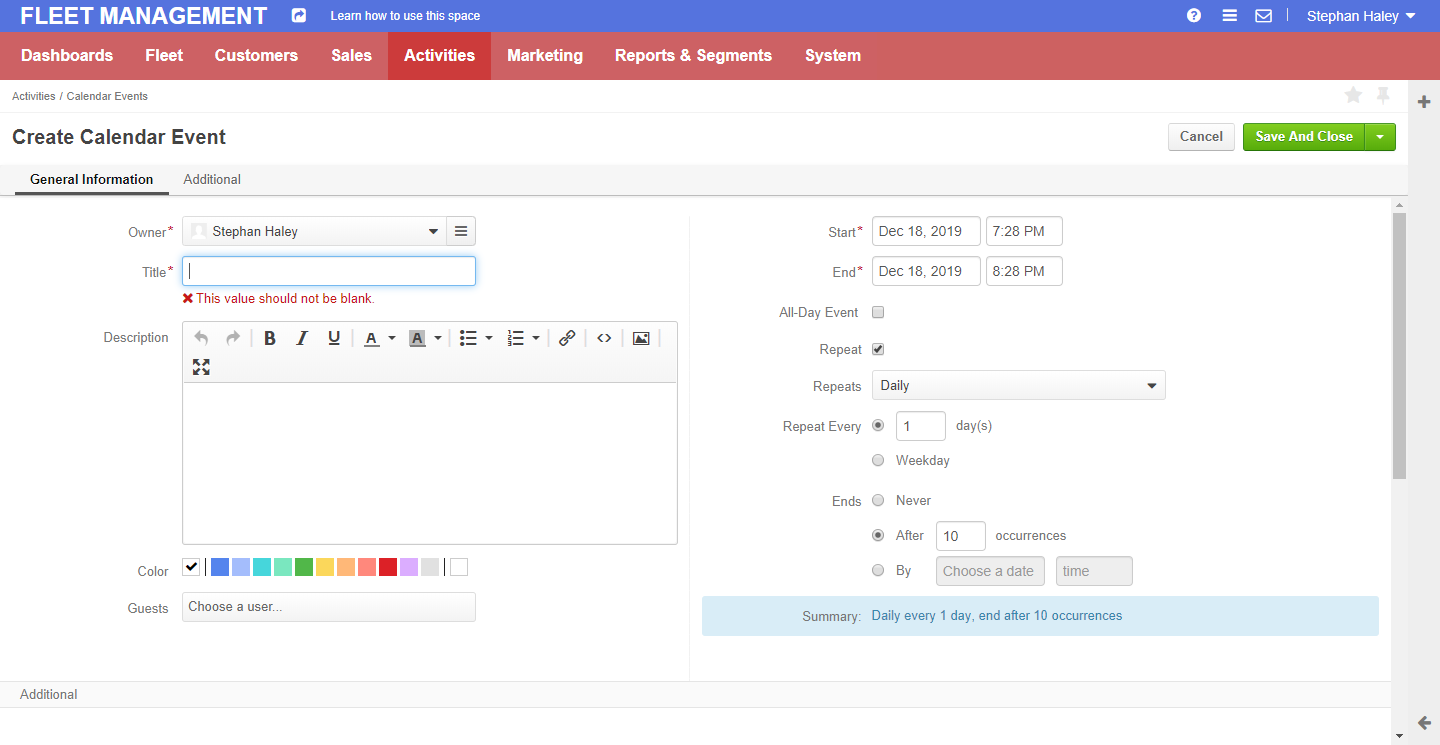 FLEET MANAGEMENT Learn how to use this space Stephan Haley
Dashboards Fleet Customers Sales Activities Marketing Reports & Segments System
Activities / Calendar Events
Create Calendar Event Cancel Save And Close
General Information Additional
Owner* Stephan Haley
Title*
This value should not be blank.
Description B I U A A
Color
Guests Choose a user...
Start* Dec 18, 2019 7:28 PM
End* Dec 18, 2019 8:28 PM
All-Day Event
Repeat
Repeats Daily
Repeat Every 1 day(s)
Weekday
Ends Never
After 10 occurrences
By Choose a date time
Summary: Daily every 1 day, end after 10 occurrences
Additional